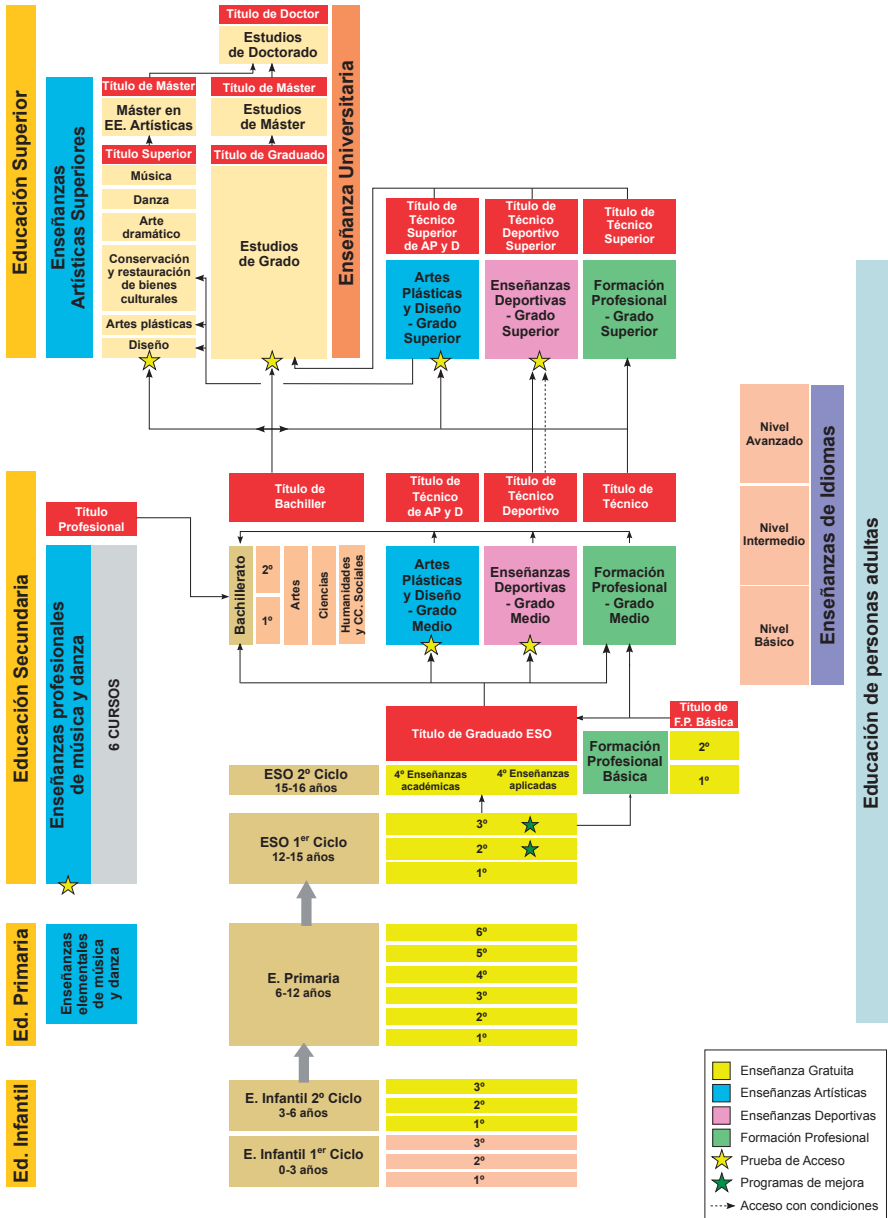 Educación Superior
Enseñanzas
Artísticas Superiores
Título de Doctor
Estudios
de Doctorado
Título de Máster
Máster en
EE. Artísticas
Título Superior
Música
Danza
Arte
dramático
Conservación
y restauración
de bienes
culturales
Artes plásticas
Diseño
Título de Máster
Estudios
de Máster
Título de Graduado
Estudios
de Grado
Enseñanza Universitaria
Título de
Técnico
Superior
de AP y D
Título de
Técnico
Deportivo
Superior
Título de
Técnico
Superior
Artes
Plásticas
y Diseño
- Grado
Superior
Enseñanzas
Deportivas
- Grado
Superior
Formación
Profesional
- Grado
Superior
Educación Secundaria
Título
Profesional
Enseñanzas profesionales
de música y danza
6 CURSOS
Título de
Bachiller
Título de
Técnico
de AP y D
Título de
Técnico
Deportivo
Título de
Técnico
Bachillerato
2º
1º
Artes
Ciencias
Humanidades
y CC. Sociales
Artes
Plásticas
y Diseño
- Grado
Medio
Enseñanzas
Deportivas
- Grado
Medio
Formación
Profesional
- Grado
Medio
Nivel
Avanzado
Nivel
Intermedio
Nivel
Básico
Enseñanzas de Idiomas
Educación de personas adultas
Título de Graduado ESO
Título de
F.P. Básica
Formación
Profesional
Básica
2º
1º
ESO 2º Ciclo
15-16 años
4º Enseñanzas
académicas
4º Enseñanzas
aplicadas
ESO 1er Ciclo
12-15 años
3º
2º
1º
Ed. Primaria
Enseñanzas
elementales
de música
y danza
E. Primaria
6-12 años
6º
5º
4º
3º
2º
1º
Ed. Infantil
E. Infantil 2º Ciclo
3-6 años
3º
2º
1º
E. Infantil 1er Ciclo
0-3 años
3º
2º
1º
Enseñanza Gratuita
Enseñanzas Artísticas
Enseñanzas Deportivas
Formación Profesional
Prueba de Acceso
Programas de mejora
Acceso con condiciones